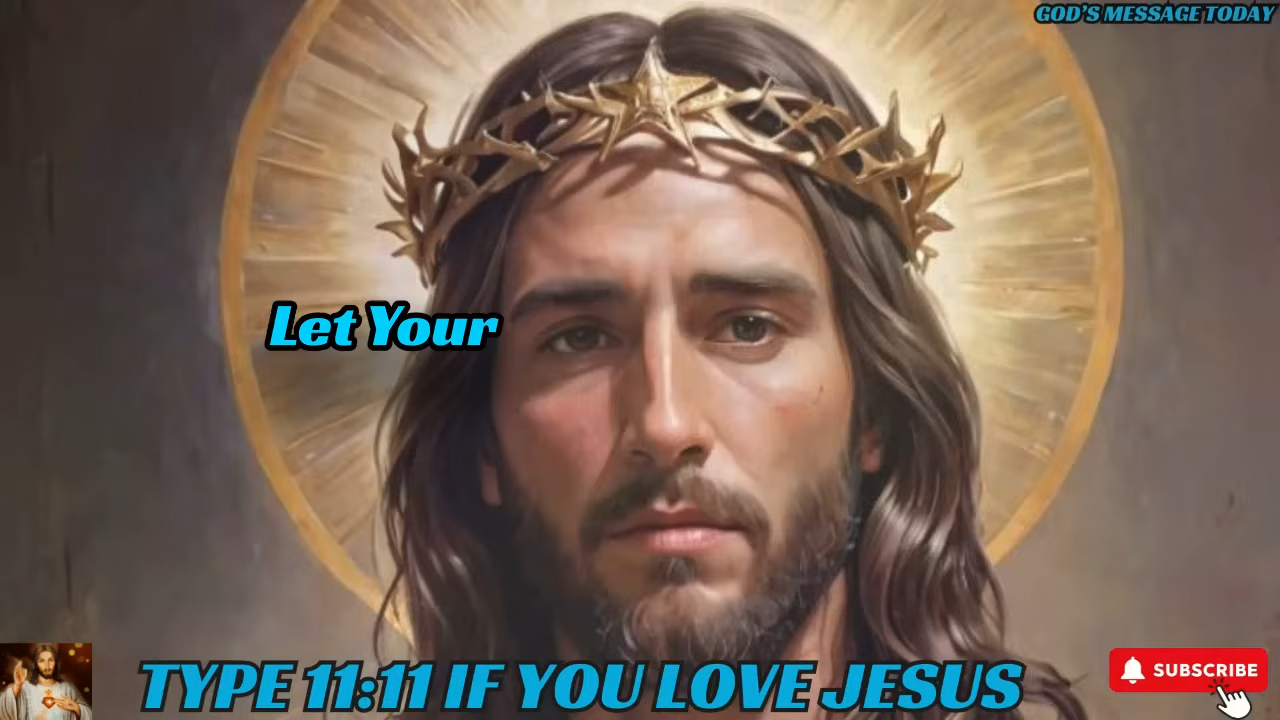 GOD'S MESSAGE TODAY
Let Your
TYPE 11:11 IF YOU LOVE JESUS
SUBSCRIBE